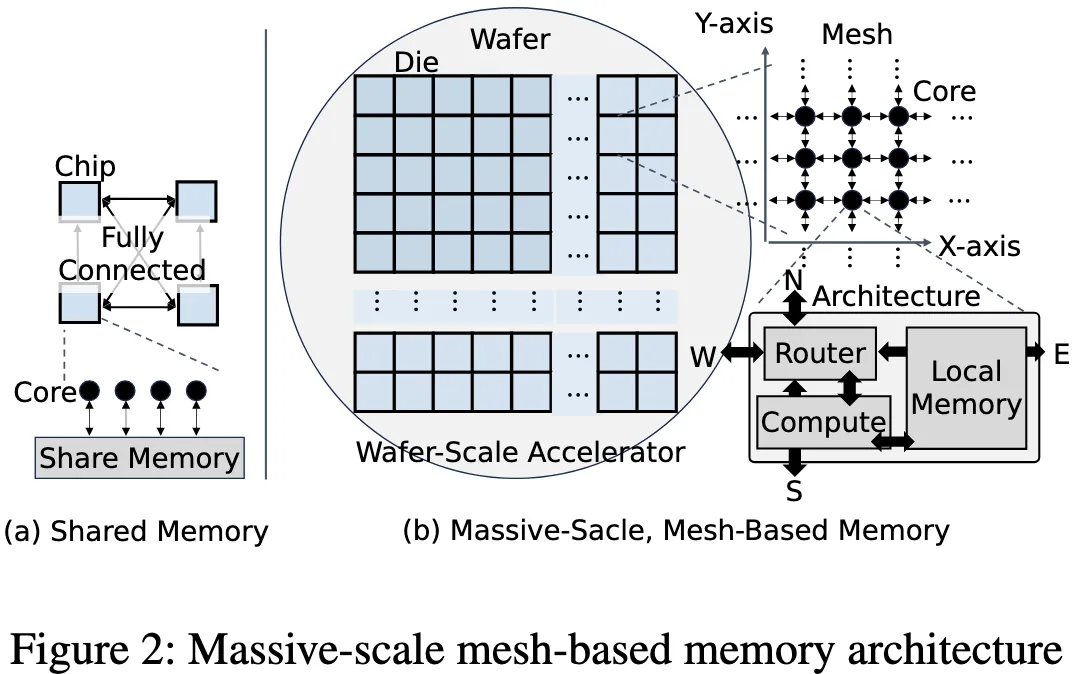 Chip
Fully
Connected
Core
Share Memory
(a) Shared Memory
Wafer
Die
...
...
...
...
...
...
...
Wafer-Scale Accelerator
Y-axis
Mesh
Core
X-axis
N
Architecture
W
Router
E
Local
Memory
Compute
S
(b) Massive-Sacle, Mesh-Based Memory
Figure 2: Massive-scale mesh-based memory architecture